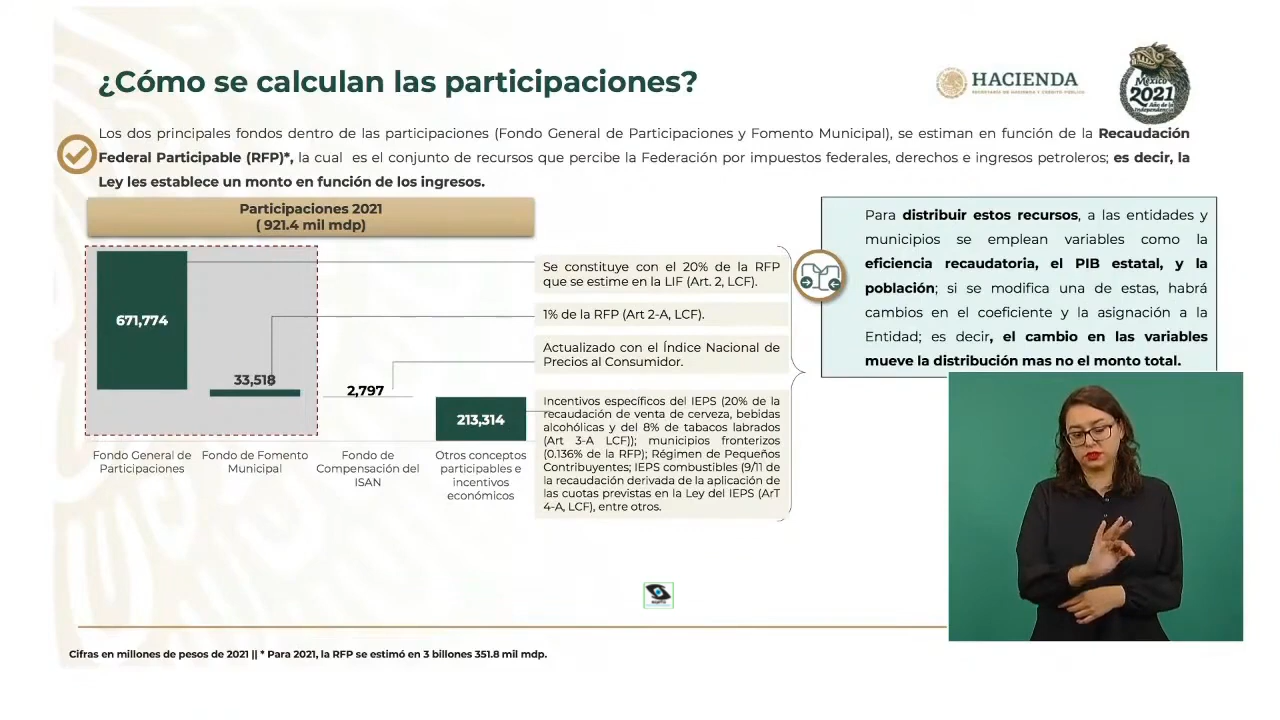 ¿Cómo se calculan las participaciones?
HACIENDA
SECRETARÍA DE HACIENDA Y CRÉDITO PÚBLICO
México
2021
Año de la
Independencia
Los dos principales fondos dentro de las participaciones (Fondo General de Participaciones y Fomento Municipal), se estiman en función de la Recaudación
Federal Participable (RFP)*, la cual es el conjunto de recursos que percibe la Federación por impuestos federales, derechos e ingresos petroleros; es decir, la
Ley les establece un monto en función de los ingresos.
Participaciones 2021
( 921.4 mil mdp)
671,774
33,518
2,797
213,314
Fondo General de
Participaciones
Fondo de Fomento
Municipal
Fondo de
Compensación del
ISAN
Otros conceptos
participables e
incentivos
económicos
Se constituye con el 20% de la RFP
que se estime en la LIF (Art. 2, LCF).
1% de la RFP (Art 2-A, LCF).
Actualizado con el Índice Nacional de
Precios al Consumidor.
Incentivos específicos del IEPS (20% de la
recaudación de venta de cerveza, bebidas
alcohólicas y del 8% de tabacos labrados
(Art 3-A LCF)); municipios fronterizos
(0.136% de la RFP); Régimen de Pequeños
Contribuyentes; IEPS combustibles (9/11 de
la recaudación derivada de la aplicación de
las cuotas previstas en la Ley del IEPS (ArT
4-A, LCF), entre otros.
Para distribuir estos recursos, a las entidades y
municipios se emplean variables como la
eficiencia recaudatoria, el PIB estatal, y la
población; si se modifica una de estas, habrá
cambios en el coeficiente y la asignación a la
Entidad; es decir, el cambio en las variables
mueve la distribución mas no el monto total.
Cifras en millones de pesos de 2021 || * Para 2021, la RFP se estimó en 3 billones 351.8 mil mdp.